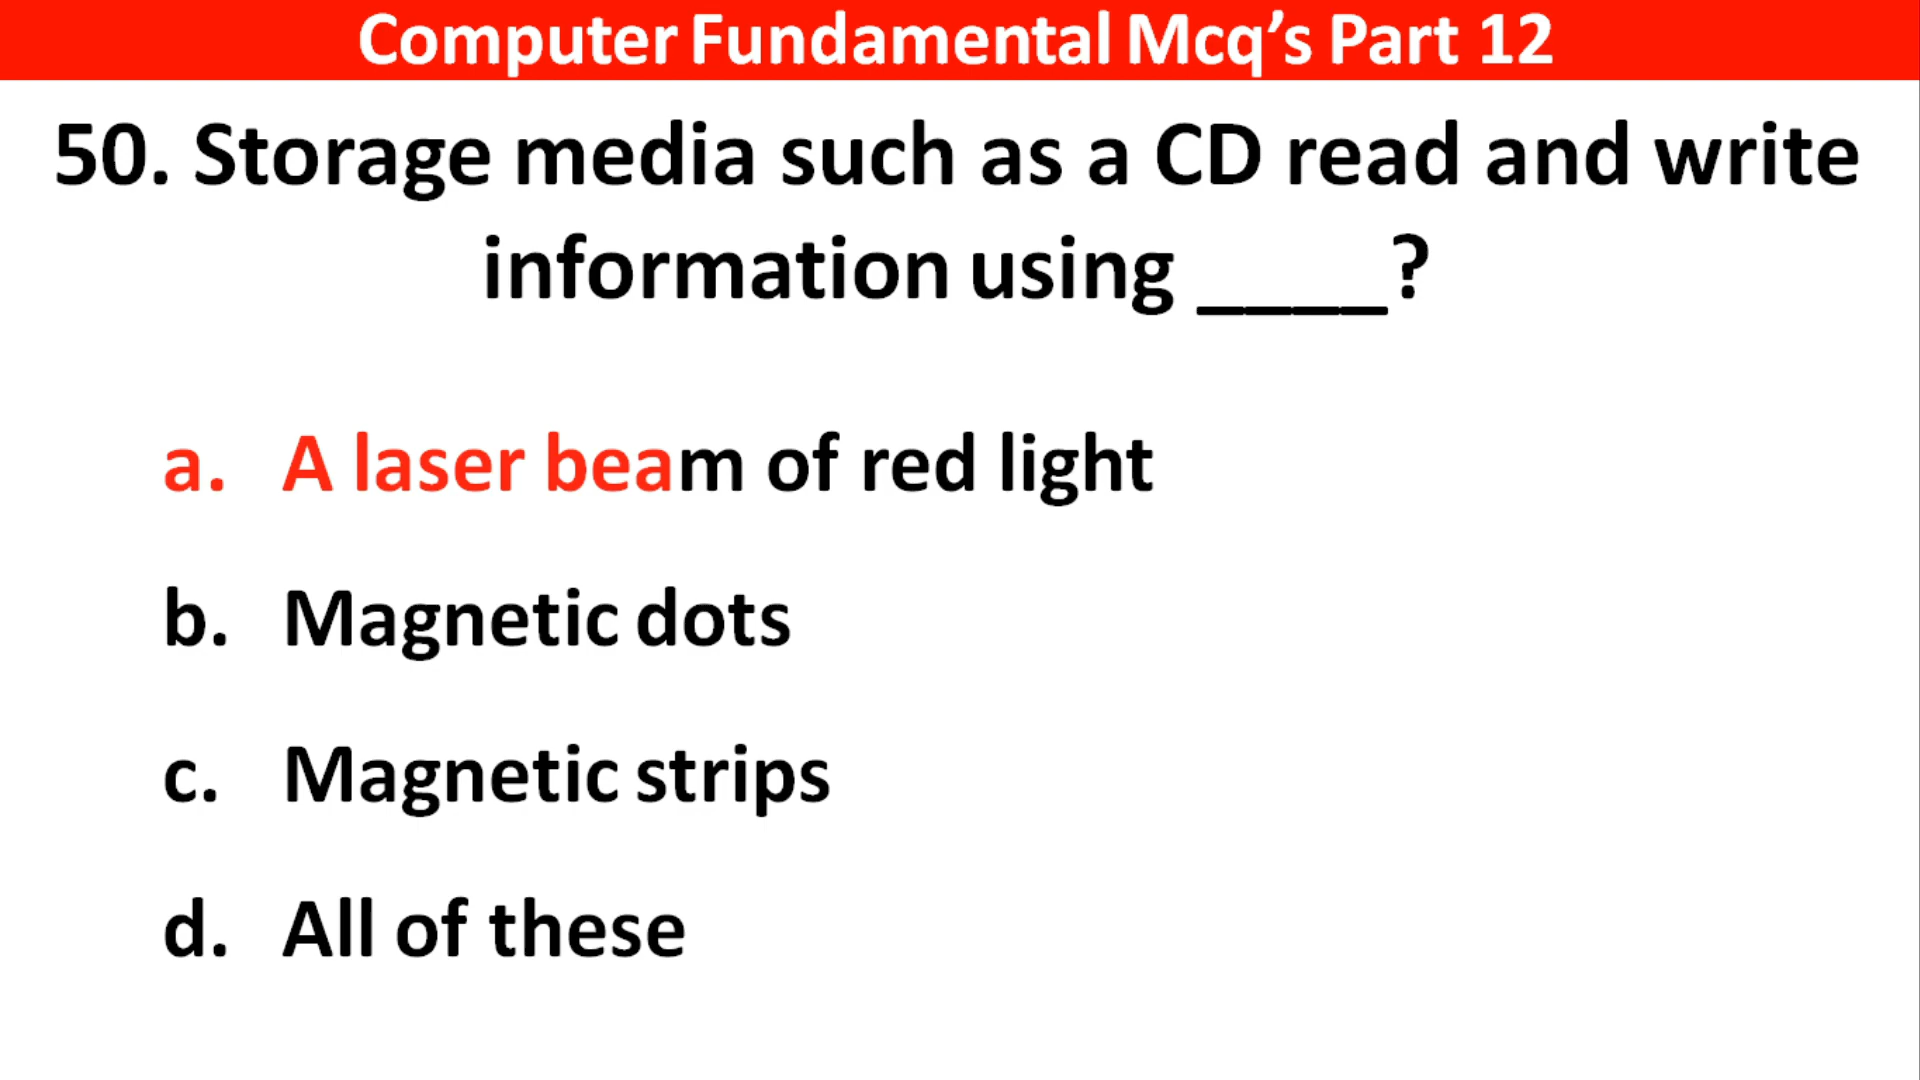 Computer Fundamental Mcq’s Part 12
50. Storage media such as a CD read and write
information using ____?
a. A laser beam of red light
b. Magnetic dots
c. Magnetic strips
d. All of these